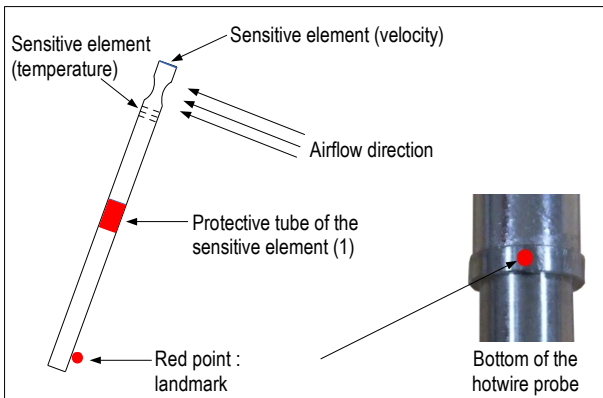 Sensitive element (velocity)
Sensitive element
(temperature)
Airflow direction
Protective tube of the
sensitive element (1)
Red point :
landmark
Bottom of the
hotwire probe